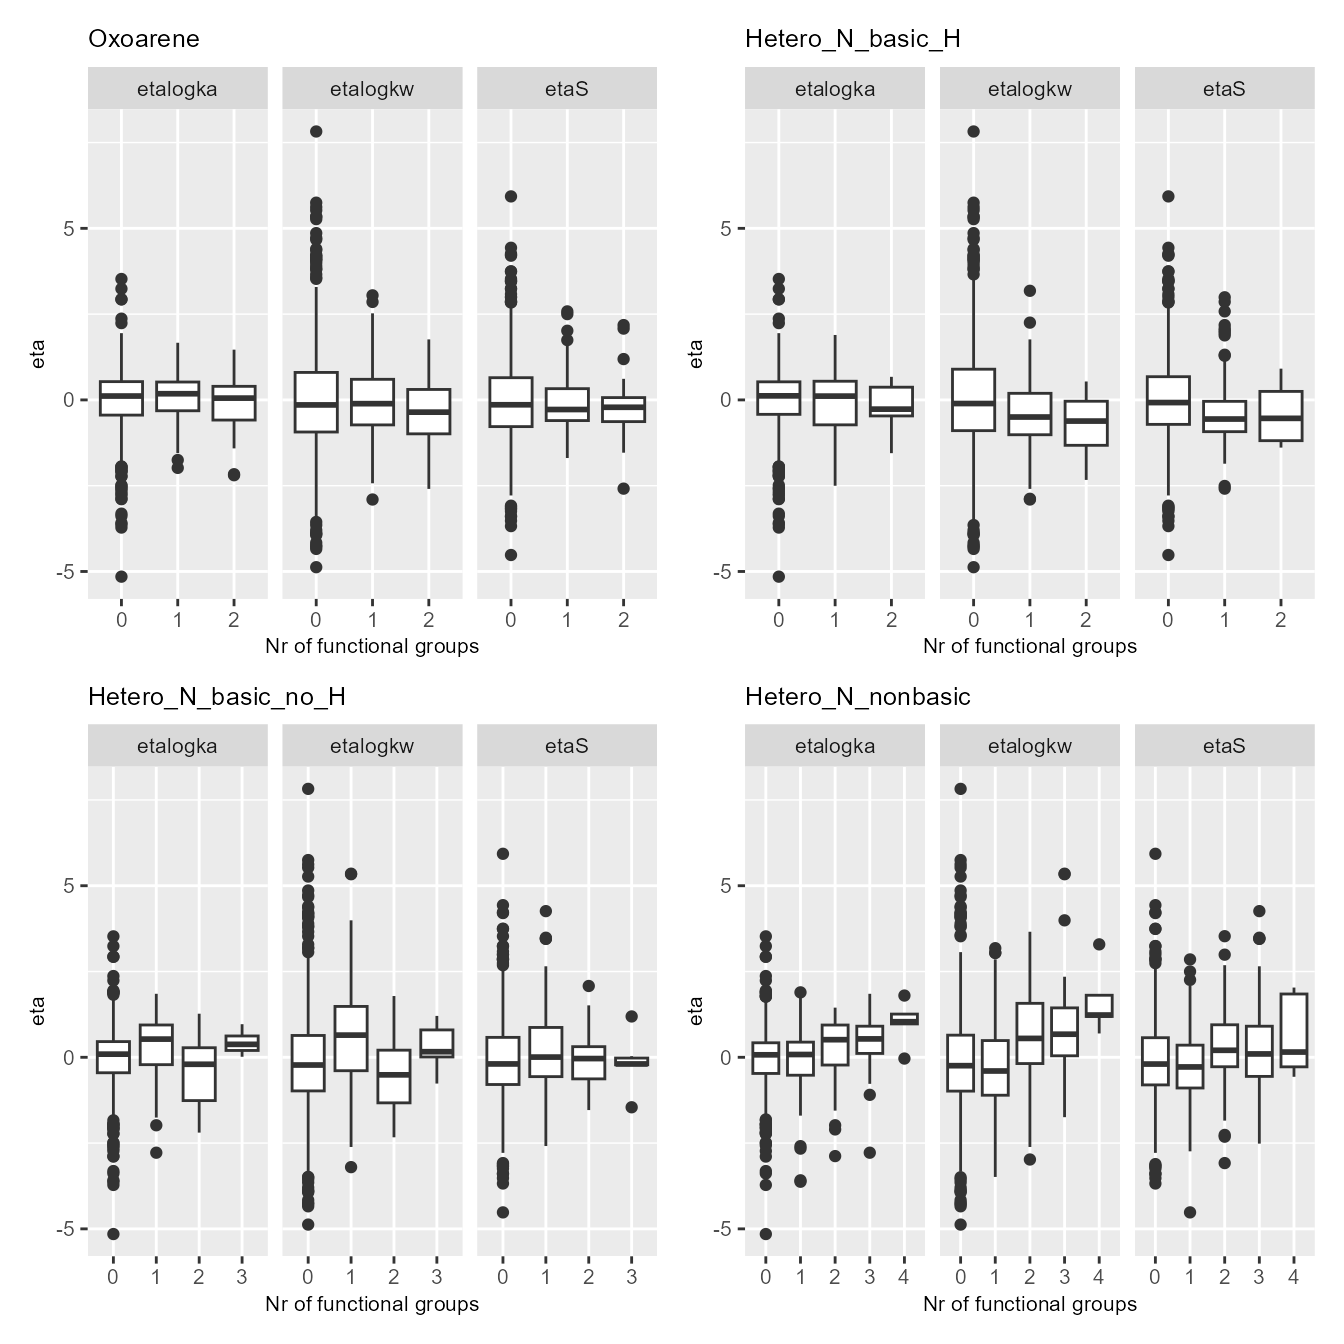 Oxoarene
etalogka etalogkw etaS
eta
5
0
-5
0 1 2 0 1 2 0 1 2
Nr of functional groups
Hetero_N_basic_H
etalogka etalogkw etaS
eta
5
0
-5
0 1 2 0 1 2 0 1 2
Nr of functional groups
Hetero_N_basic_no_H
etalogka etalogkw etaS
eta
5
0
-5
0 1 2 3 0 1 2 3 0 1 2 3
Nr of functional groups
Hetero_N_nonbasic
etalogka etalogkw etaS
eta
5
0
-5
0 1 2 3 4 0 1 2 3 4 0 1 2 3 4
Nr of functional groups